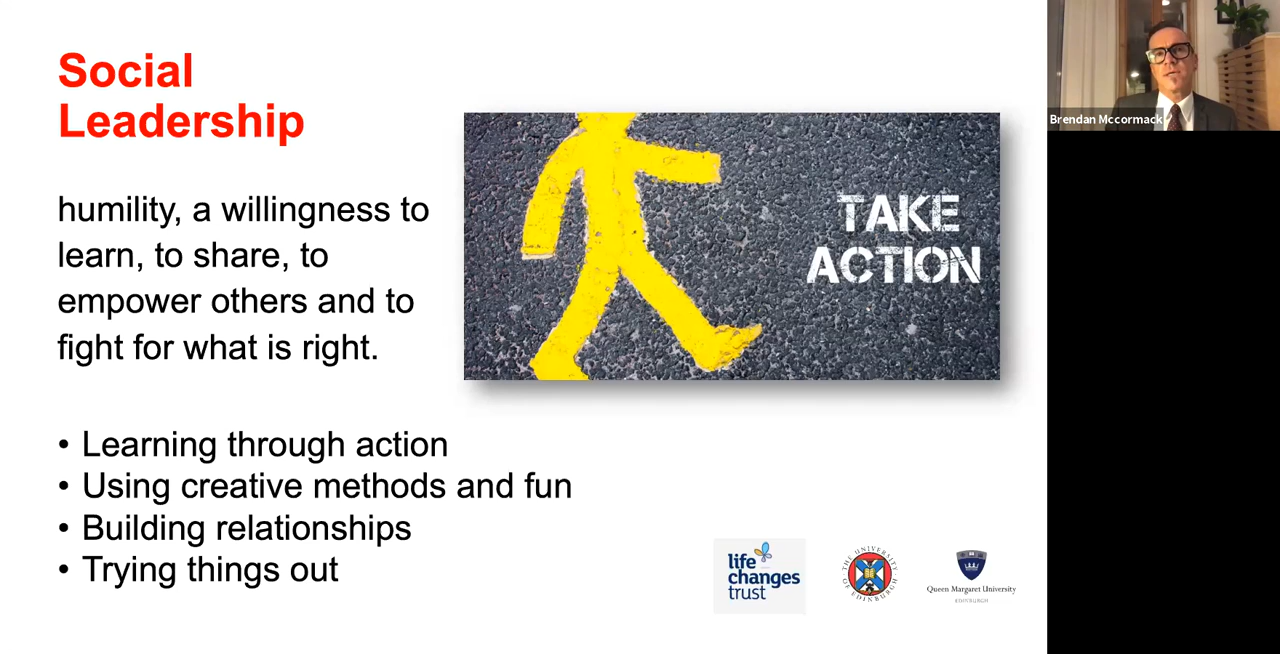 Social
Leadership
humility, a willingness to
learn, to share, to
empower others and to
fight for what is right.
TAKE
ACTION
• Learning through action
• Using creative methods and fun
• Building relationships
• Trying things out
life
changes
trust
THE UNIVERSITY
OF EDINBURGH
Queen Margaret University
EDINBURGH
Brendan Mccormack